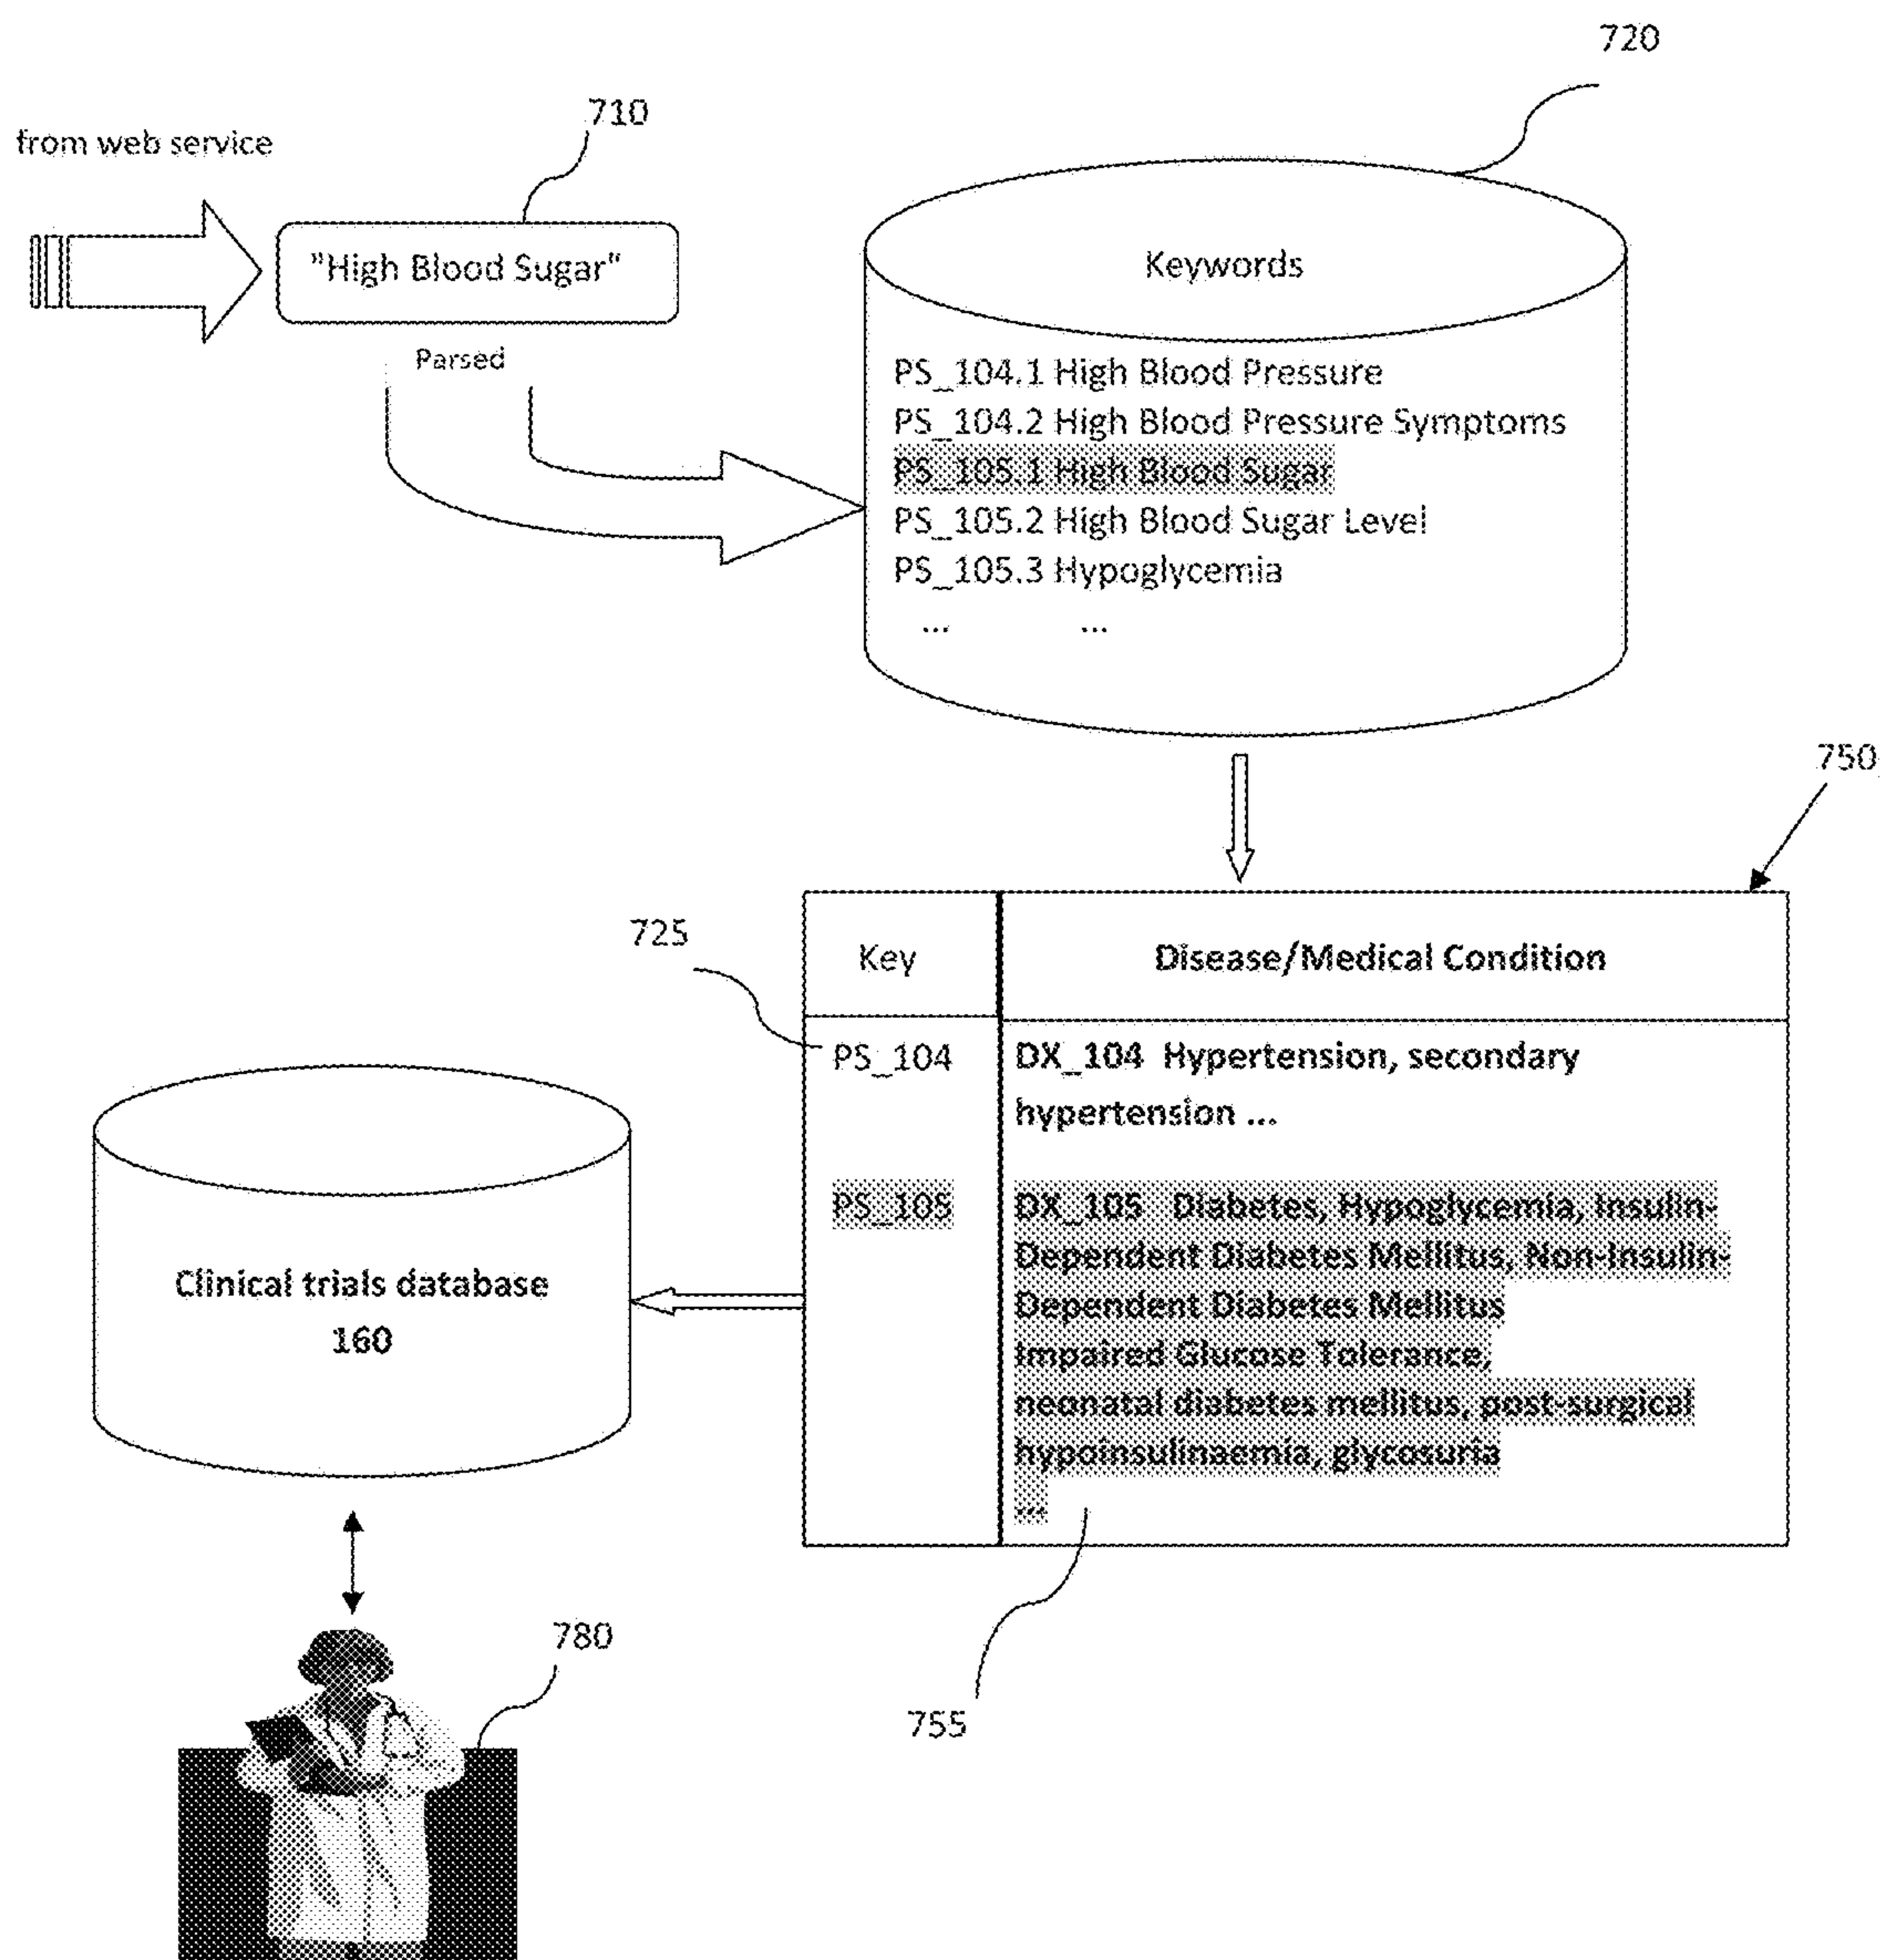 720
710
from web service
"High Blood Sugar"
Keywords
Parsed
PS_104.1 High Blood Pressure
PS_104.2 High Blood Pressure Symptoms
PS_105.1 High Blood Sugar
PS_105.2 High Blood Sugar Level
PS_105.3 Hypoglycemia
... ...
750
725
Key
Disease/Medical Condition
PS_104
DX_104 Hypertension, secondary
hypertension ...
PS_105
DX_105 Diabetes, Hypoglycemia, Insulin-
Dependent Diabetes Mellitus, Non-Insulin-
Dependent Diabetes Mellitus
Impaired Glucose Tolerance,
neonatal diabetes mellitus, post-surgical
hypoinsulinaemia, glycosuria
...
Clinical trials database
160
780
755